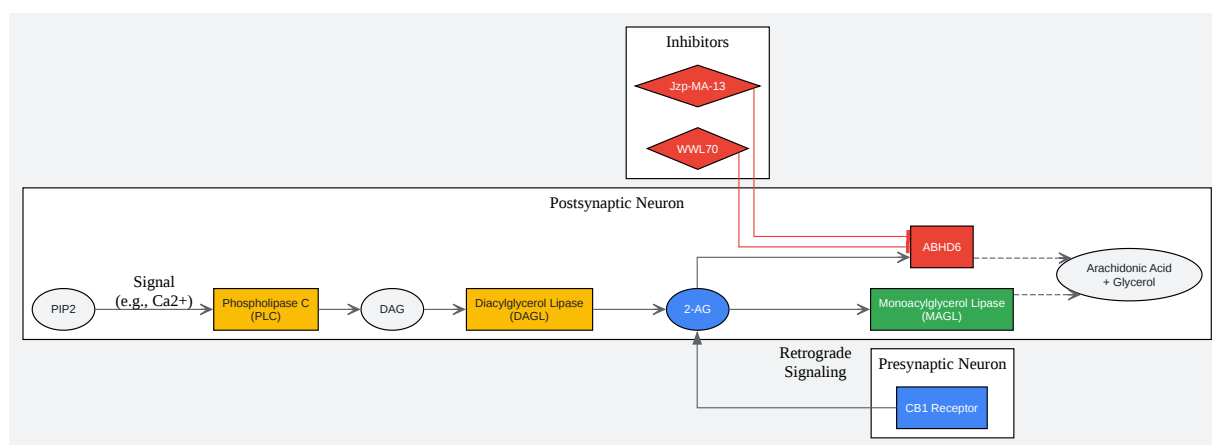 Inhibitors
Jzp-MA-13
WWL70
Postsynaptic Neuron
ABHD6
Arachidonic Acid
+ Glycerol
Signal
(e.g., Ca2+)
PIP2
Phospholipase C
(PLC)
DAG
Diacylglycerol Lipase
(DAGL)
2-AG
Monoacylglycerol Lipase
(MAGL)
Retrograde
Signaling
Presynaptic Neuron
CB1 Receptor